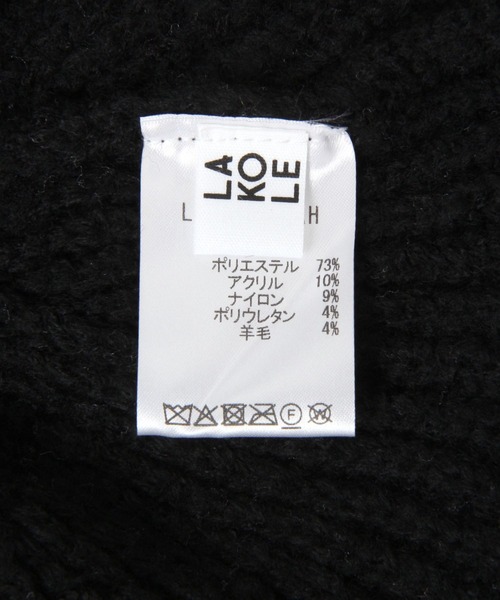 LA
KO
LE
L
H
ポリエステル 73%
アクリル 10%
ナイロン 9%
ポリウレタン 4%
羊毛 4%
F
W